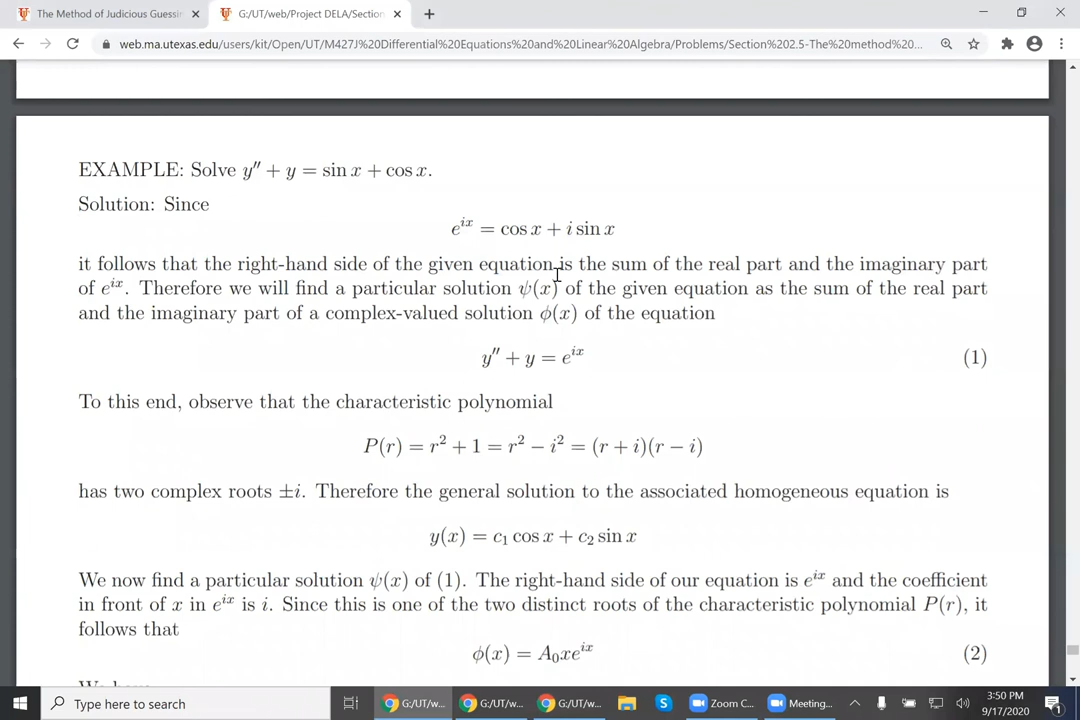 The Method of Judicious Guessi
G:/UT/web/Project DELA/Section
web.ma.utexas.edu/users/kit/Open/UT/M427J%20Differential%20Equations%20and%20Linear%20Algebra/Problems/Section%202.5-The%20method%20...
EXAMPLE: Solve y″ + y = sin x + cos x.
Solution: Since
e^{ix} = cos x + i sin x
it follows that the right-hand side of the given equation is the sum of the real part and the imaginary part
of e^{ix}. Therefore we will find a particular solution ψ(x) of the given equation as the sum of the real part
and the imaginary part of a complex-valued solution ϕ(x) of the equation
y″ + y = e^{ix} (1)
To this end, observe that the characteristic polynomial
P(r) = r² + 1 = r² − i² = (r + i)(r − i)
has two complex roots ±i. Therefore the general solution to the associated homogeneous equation is
y(x) = c₁ cos x + c₂ sin x
We now find a particular solution ψ(x) of (1). The right-hand side of our equation is e^{ix} and the coefficient
in front of x in e^{ix} is i. Since this is one of the two distinct roots of the characteristic polynomial P(r), it
follows that
ϕ(x) = A₀xe^{ix} (2)
Type here to search
G:/UT/w...
G:/UT/w...
G:/UT/w...
Zoom C...
Meeting...
3:50 PM
9/17/2020